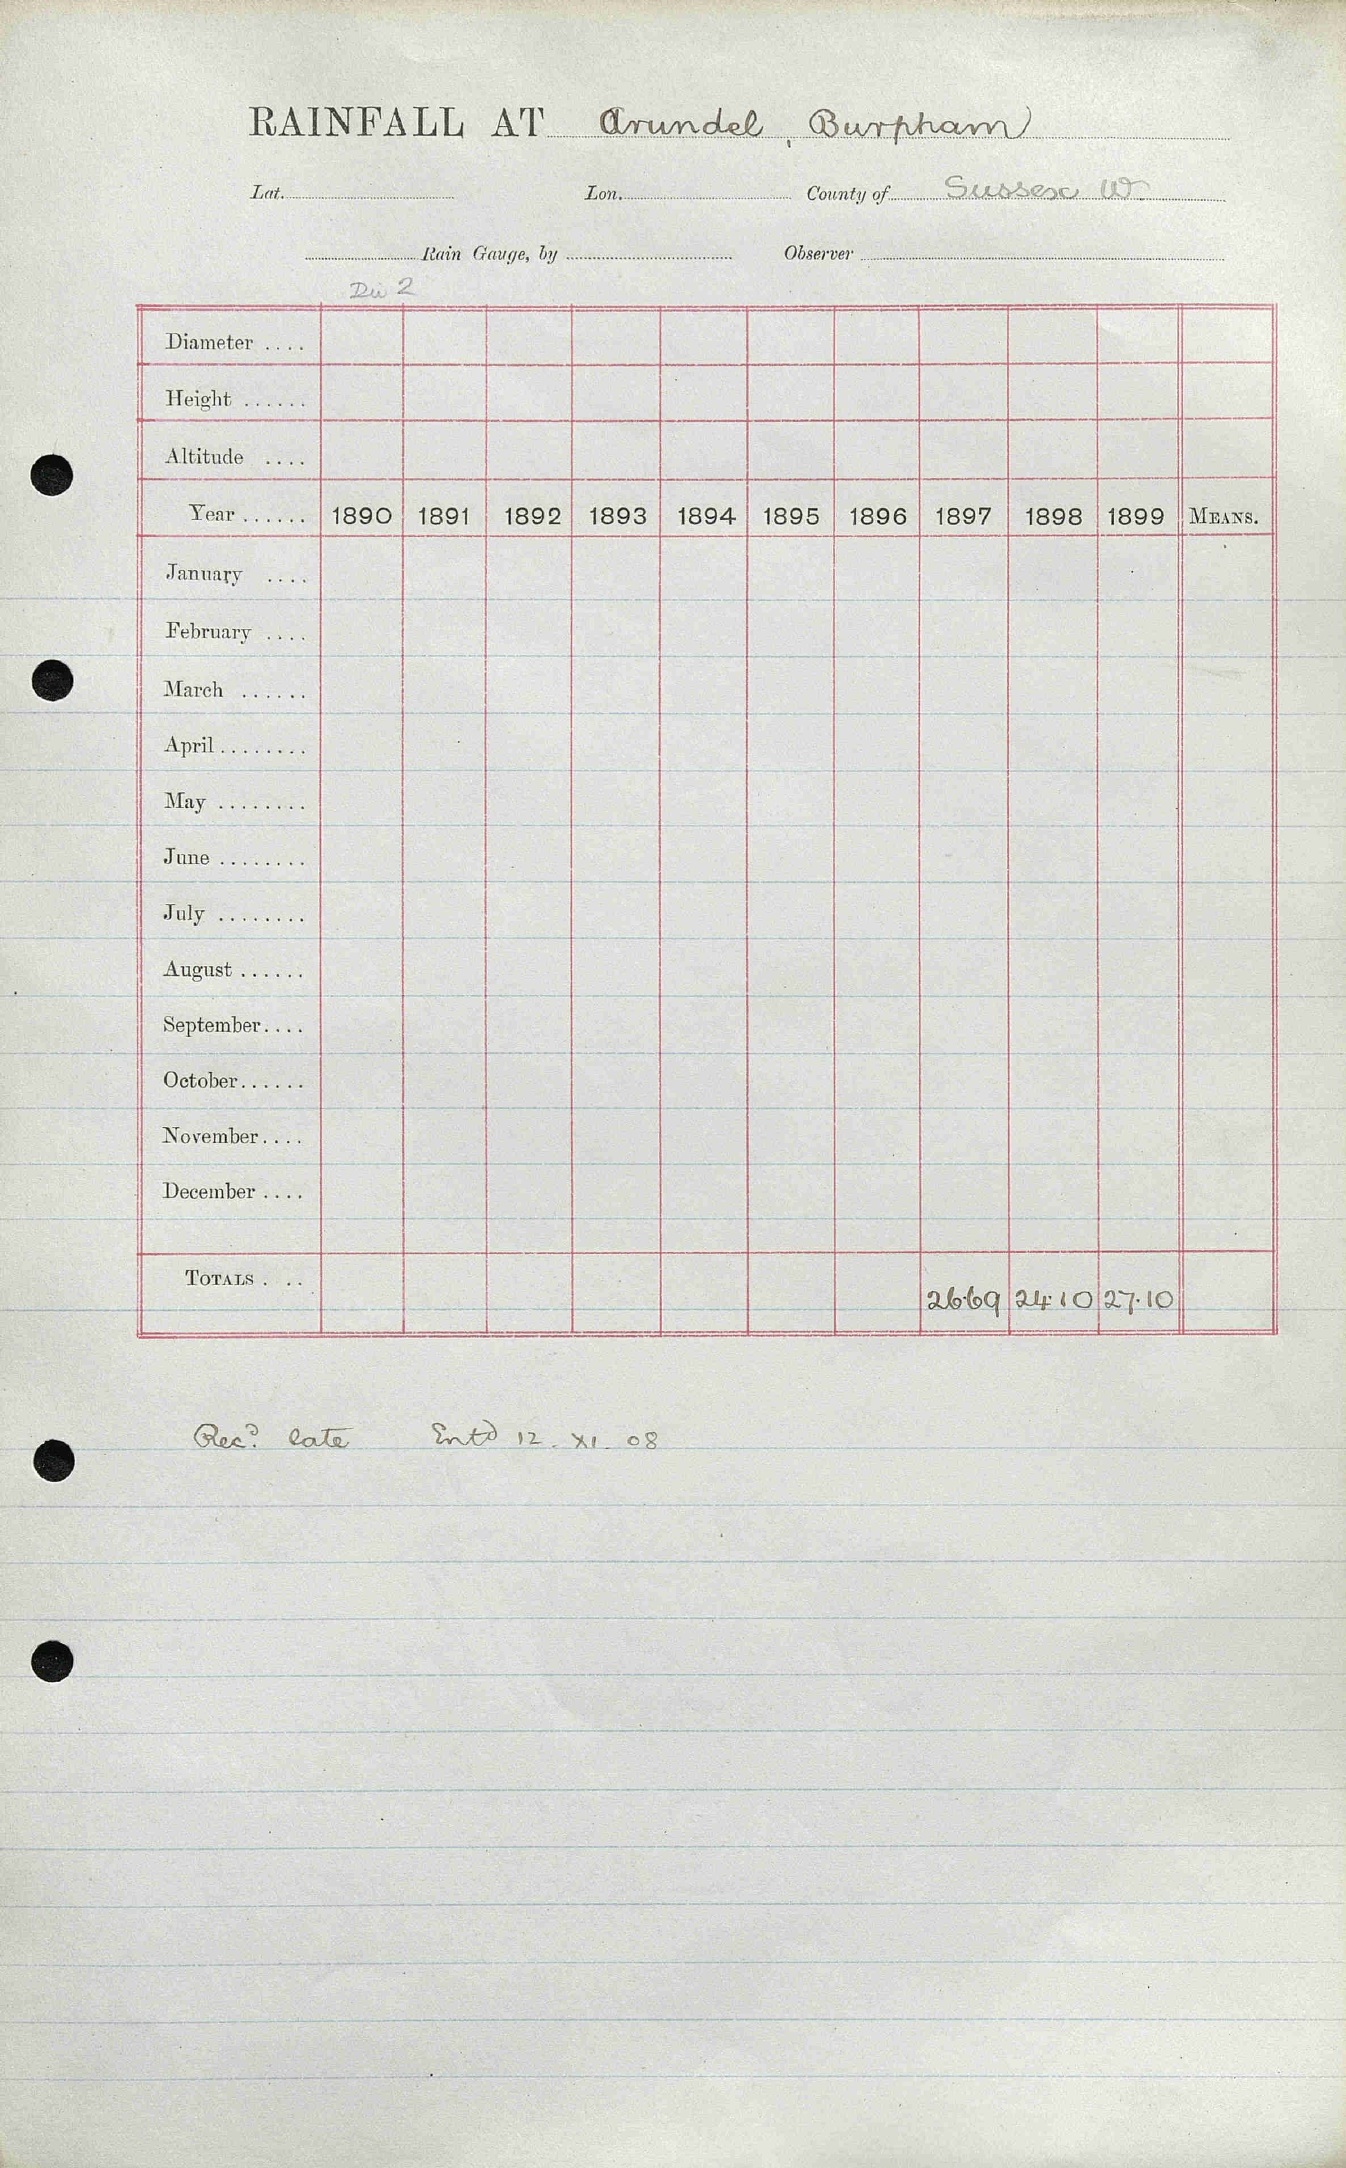 RAINFALL AT Arundel, Burpham
Lat. Lon. County of Sussex W.
Rain Gauge, by Observer
Div 2
Diameter ....
Height ......
Altitude ....
Year ...... 1890 1891 1892 1893 1894 1895 1896 1897 1898 1899 MEANS.
January ....
February ....
March ......
April ........
May ........
June ........
July ........
August ......
September ....
October ......
November ....
December ....
TOTALS . .. 26.69 24.10 27.10
Recd. late Entd 12. XI. 08